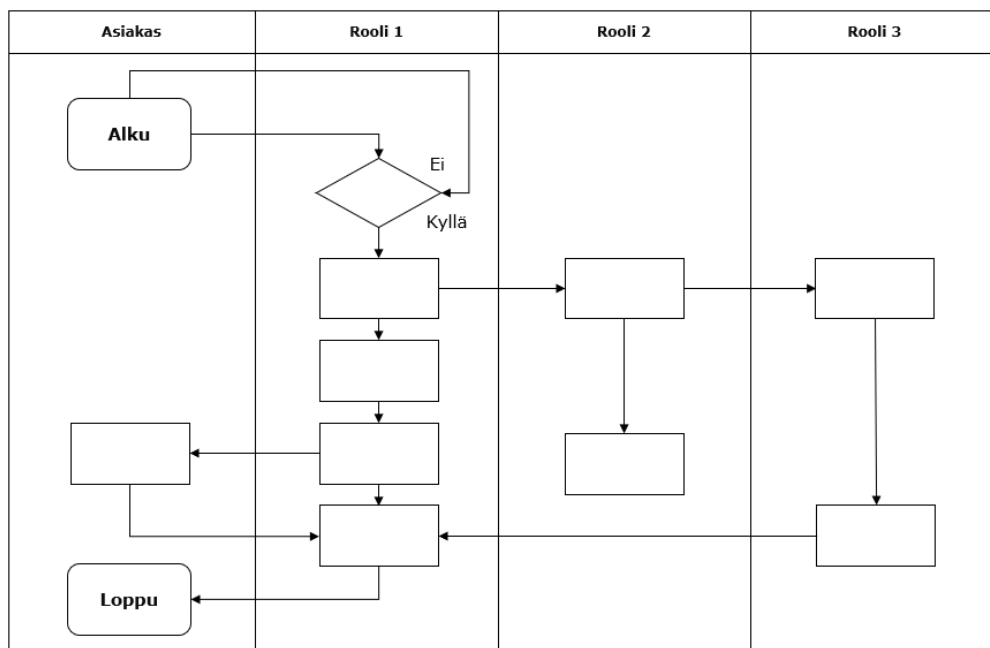 Asiakas
Rooli 1
Rooli 2
Rooli 3
Alku
Ei
Kyllä
Loppu